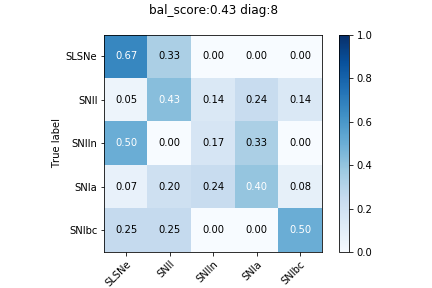 bal_score:0.43 diag:8
SLSNe 0.67 0.33 0.00 0.00 0.00
SNII 0.05 0.43 0.14 0.24 0.14
SNIIn 0.50 0.00 0.17 0.33 0.00
SNIa 0.07 0.20 0.24 0.40 0.08
SNIbc 0.25 0.25 0.00 0.00 0.50
SLSNe SNII SNIIn SNIa SNIbc
True label
1.0
0.8
0.6
0.4
0.2
0.0